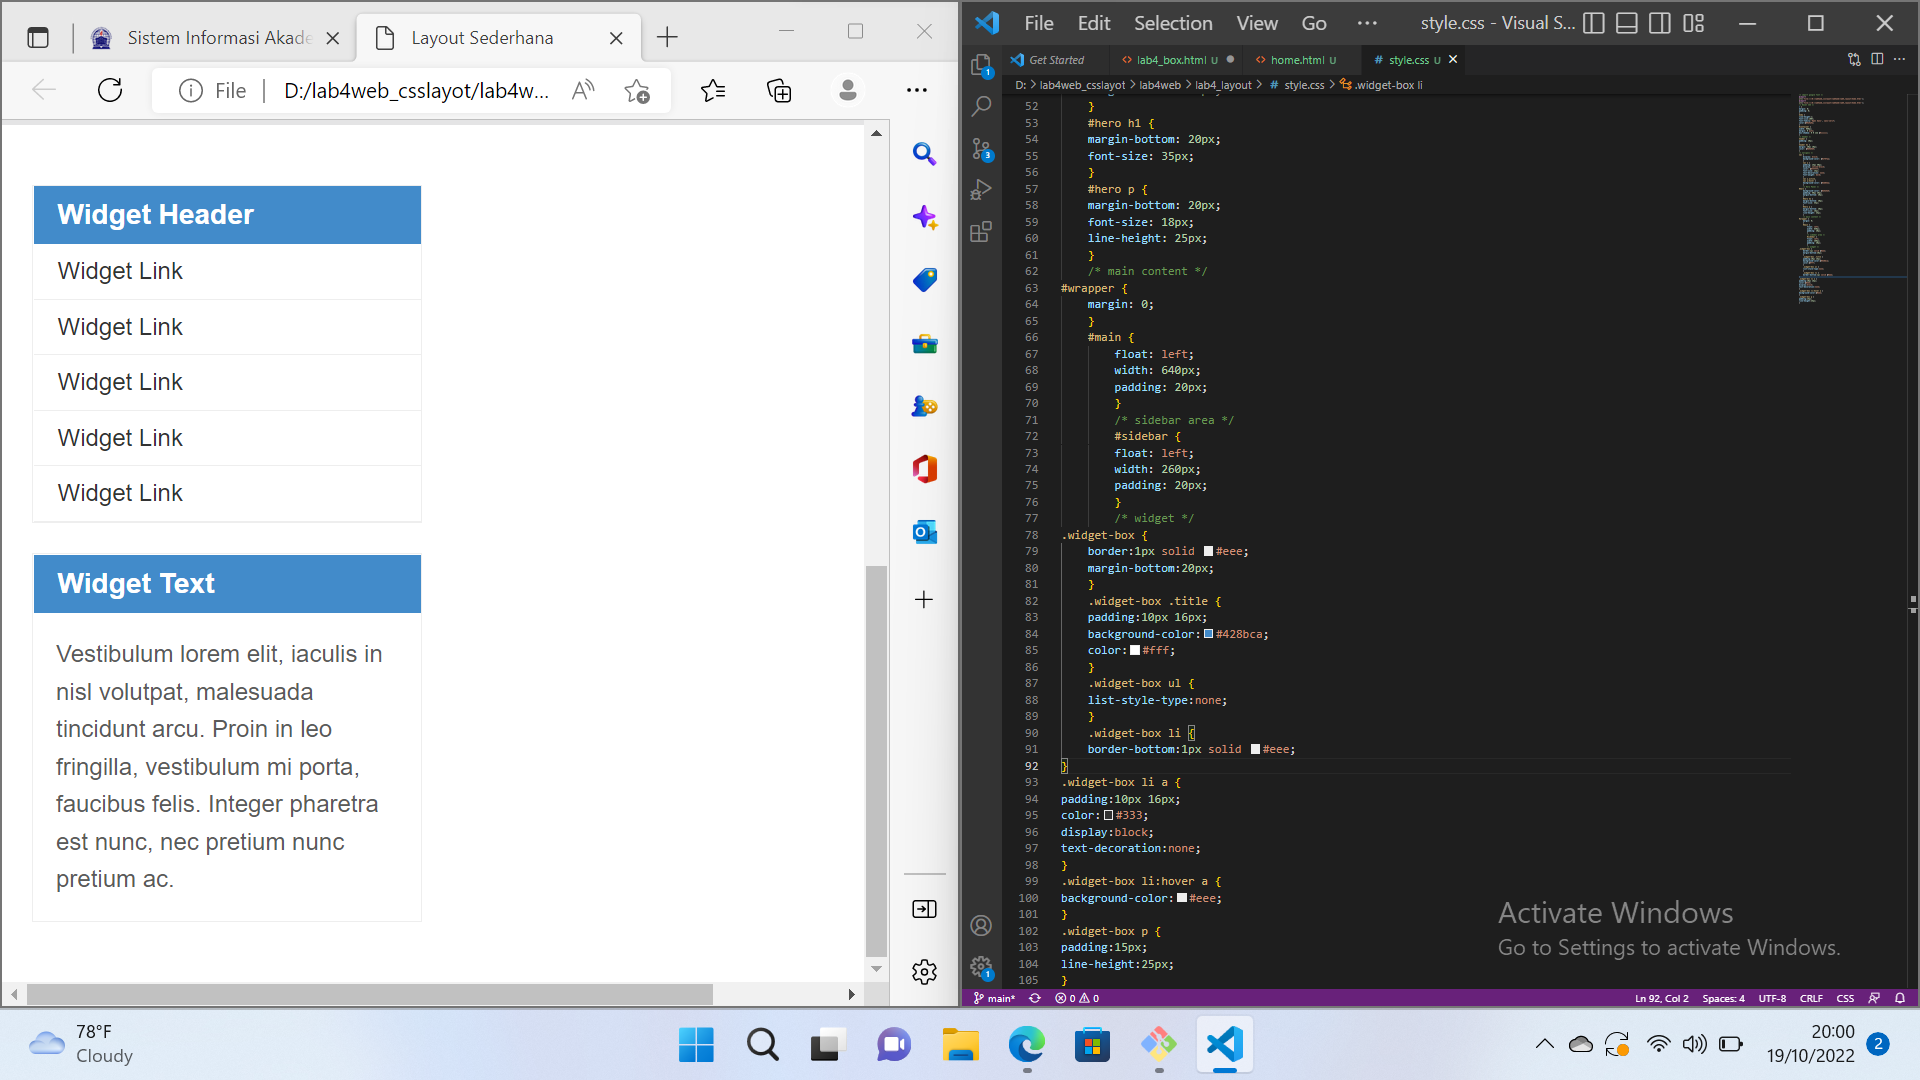 Sistem Informasi Akade
Layout Sederhana
File
D:/lab4web_csslayot/lab4w...
Widget Header
Widget Link
Widget Link
Widget Link
Widget Link
Widget Link
Widget Text
Vestibulum lorem elit, iaculis in
nisl volutpat, malesuada
tincidunt arcu. Proin in leo
fringilla, vestibulum mi porta,
faucibus felis. Integer pharetra
est nunc, nec pretium nunc
pretium ac.
File Edit Selection View Go ··· style.css - Visual S...
Get Started lab4_box.html U home.html U # style.css U
D: > lab4web_csslayot > lab4web > lab4_layout > # style.css > .widget-box li
52 }
53 #hero h1 {
54 margin-bottom: 20px;
55 font-size: 35px;
56 }
57 #hero p {
58 margin-bottom: 20px;
59 font-size: 18px;
60 line-height: 25px;
61 }
62 /* main content */
63 #wrapper {
64 margin: 0;
65 }
66 #main {
67 float: left;
68 width: 640px;
69 padding: 20px;
70 }
71 /* sidebar area */
72 #sidebar {
73 float: left;
74 width: 260px;
75 padding: 20px;
76 }
77 /* widget */
78 .widget-box {
79 border:1px solid #eee;
80 margin-bottom:20px;
81 }
82 .widget-box .title {
83 padding:10px 16px;
84 background-color:#428bca;
85 color:#fff;
86 }
87 .widget-box ul {
88 list-style-type:none;
89 }
90 .widget-box li {
91 border-bottom:1px solid #eee;
92 }
93 .widget-box li a {
94 padding:10px 16px;
95 color:#333;
96 display:block;
97 text-decoration:none;
98 }
99 .widget-box li:hover a {
100 background-color:#eee;
101 }
102 .widget-box p {
103 padding:15px;
104 line-height:25px;
105 }
1
3
1
Activate Windows
Go to Settings to activate Windows.
main* 0 0 Ln 92, Col 2 Spaces: 4 UTF-8 CRLF CSS
78°F
Cloudy
20:00
19/10/2022
2